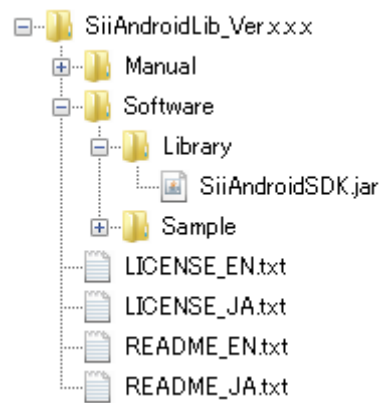 SiiAndroidLib_Ver.x.x.x
Manual
Software
Library
SiiAndroidSDK.jar
Sample
LICENSE_EN.txt
LICENSE_JA.txt
README_EN.txt
README_JA.txt